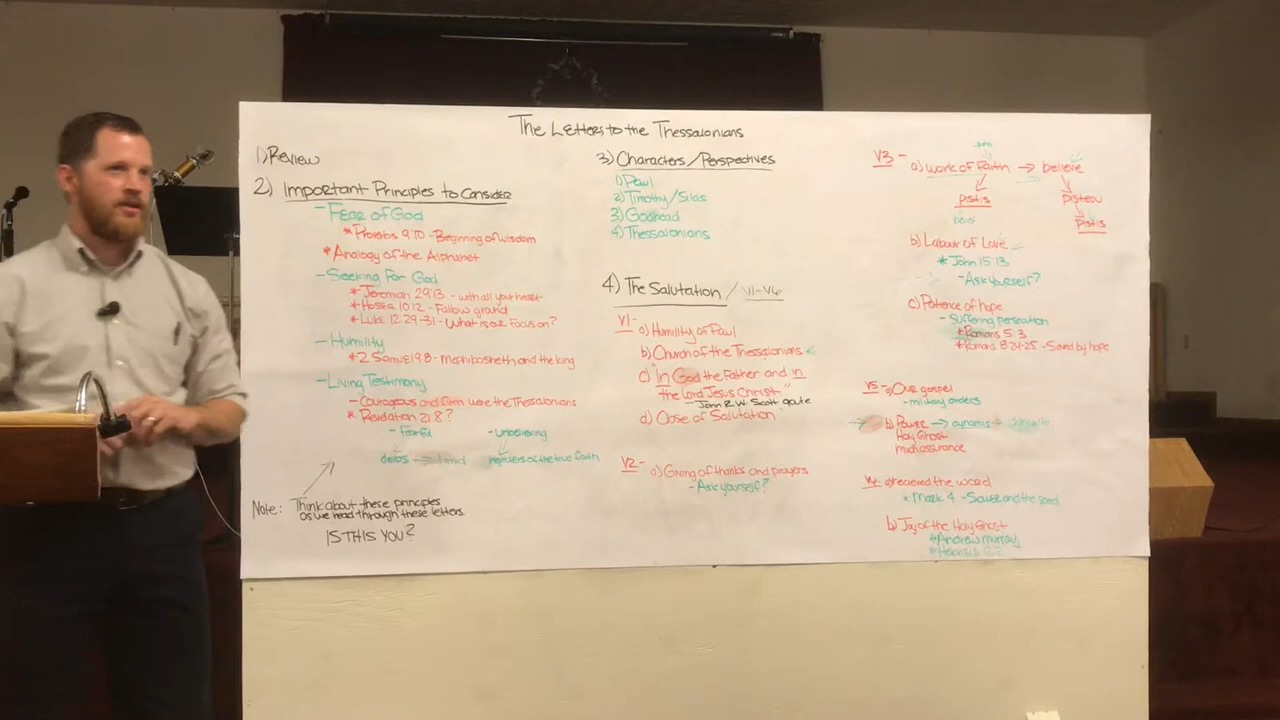 The Letters to the Thessalonians
1) Review
2) Important Principles to Consider
- Fear of God
* Proverbs 9:10 - Beginning of wisdom
* Analogy of the Alphabet
- Seeking For God
* Jeremiah 29:13 - with all your heart
* Hosea 10:12 - Fallow ground
* Luke 12:29-31 - What is our focus on?
- Humility
* 2 Samuel 9:8 - Mephibosheth and the king
- Living Testimony
- Courageous and firm were the Thessalonians
* Revelation 21:8?
- Fearful - Unbelieving
delos → timid rejecters of the true faith
Note: Think about these principles
as we read through these letters.
IS THIS YOU?
3) Characters/Perspectives
1) Paul
2) Timothy/Silas
3) Godhead
4) Thessalonians
4) The Salutation / V1-V6
V1- a) Humility of Paul
b) Church of the Thessalonians
c) "in God the Father and in
the Lord Jesus Christ"
- John R.W. Scott quote
d) Close of Salutation
V2- a) Giving of thanks and prayers
- Ask yourself?
V3- a) work of faith → believe
pistis pisteou
pistis
b) Labour of Love
* John 15:13
- Ask yourself?
c) Patience of hope
- Suffering persecution
* Romans 5:3
* Romans 8:24-25 - Saved by hope
V5- a) Our gospel
- military orders
→ b) Power → dynamis
Holy Ghost
much assurance
V6- a) received the word
* Mark 4 - Sower and the seed
b) Joy of the Holy Ghost
* Andrew Murray